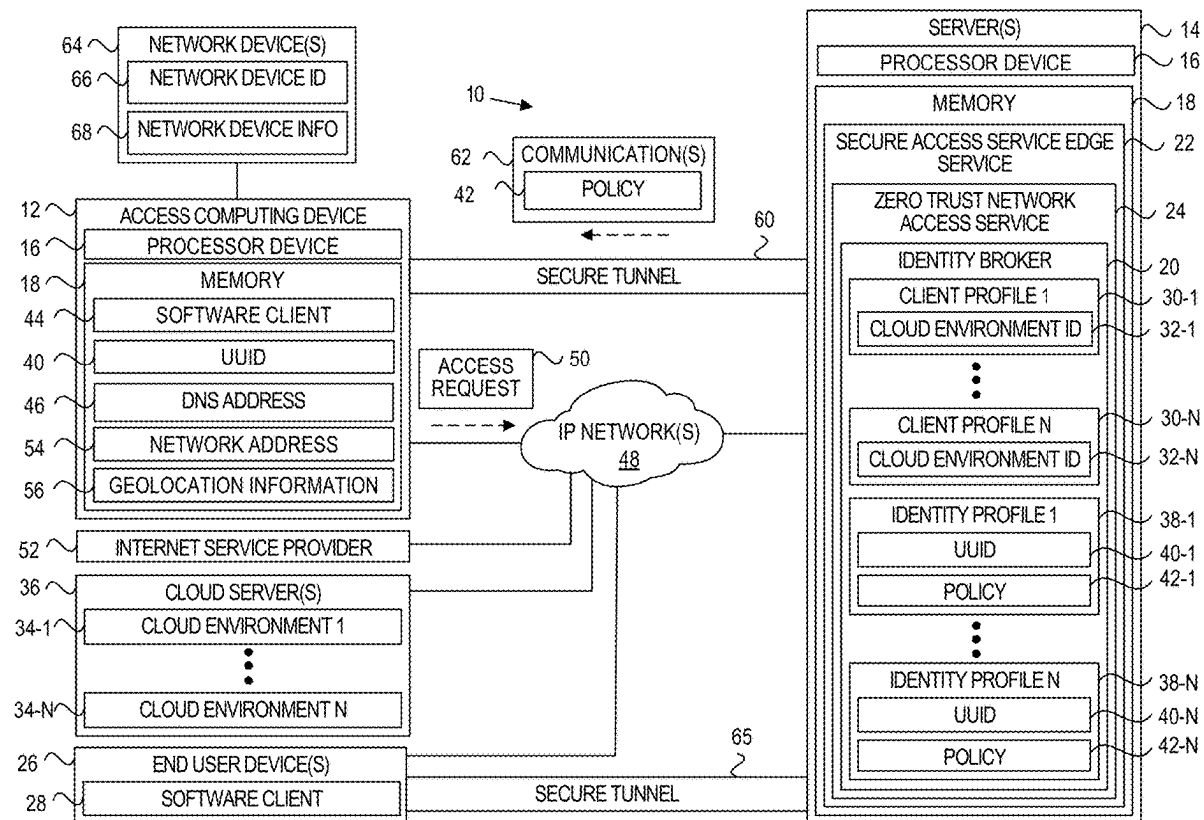 64
NETWORK DEVICE(S)
66
NETWORK DEVICE ID
68
NETWORK DEVICE INFO
10
62
COMMUNICATION(S)
42
POLICY
12
ACCESS COMPUTING DEVICE
16
PROCESSOR DEVICE
18
MEMORY
44
SOFTWARE CLIENT
40
UUID
46
DNS ADDRESS
54
NETWORK ADDRESS
56
GEOLOCATION INFORMATION
52
INTERNET SERVICE PROVIDER
36
CLOUD SERVER(S)
34-1
CLOUD ENVIRONMENT 1
34-N
CLOUD ENVIRONMENT N
26
END USER DEVICE(S)
28
SOFTWARE CLIENT
60
SECURE TUNNEL
50
ACCESS
REQUEST
IP NETWORK(S)
48
65
SECURE TUNNEL
SERVER(S)
14
PROCESSOR DEVICE
16
MEMORY
18
SECURE ACCESS SERVICE EDGE
SERVICE
22
ZERO TRUST NETWORK
ACCESS SERVICE
24
IDENTITY BROKER
20
CLIENT PROFILE 1
30-1
CLOUD ENVIRONMENT ID
32-1
CLIENT PROFILE N
30-N
CLOUD ENVIRONMENT ID
32-N
IDENTITY PROFILE 1
38-1
UUID
40-1
POLICY
42-1
IDENTITY PROFILE N
38-N
UUID
40-N
POLICY
42-N